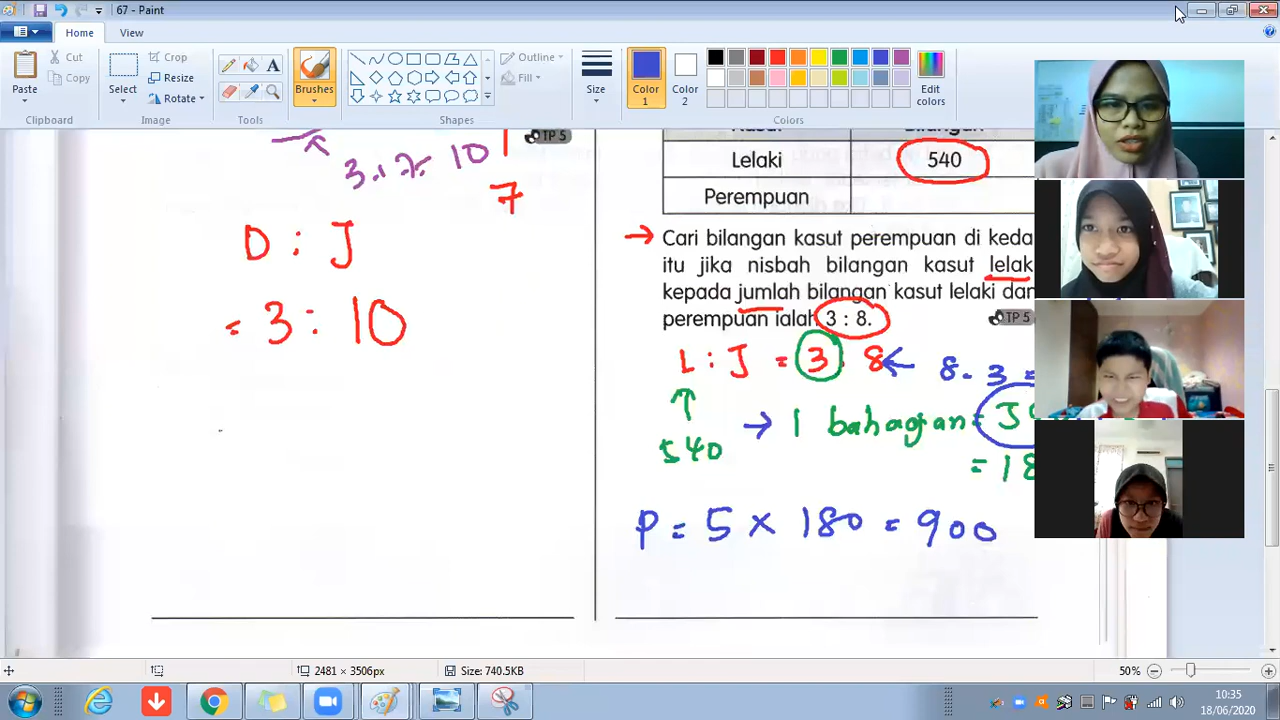 67 - Paint
Home
View
Paste
Cut
Copy
Clipboard
Select
Crop
Resize
Rotate
Image
Tools
Brushes
Shapes
Outline
Fill
Size
Color 1
Color 2
Colors
Edit colors
TP 5
10
7
D : J
= 3 : 10
Kasut Bilangan
Lelaki 540
Perempuan
Cari bilangan kasut perempuan di keda
itu jika nisbah bilangan kasut lelak
kepada jumlah bilangan kasut lelaki dan
perempuan ialah 3 : 8.
TP 5
L : J = 3 : 8 ← 8 - 3 =
↑
540
→ 1 bahagian =
= 18
P = 5 × 180 = 900
2481 × 3506px
Size: 740.5KB
50%
10:35
18/06/2020